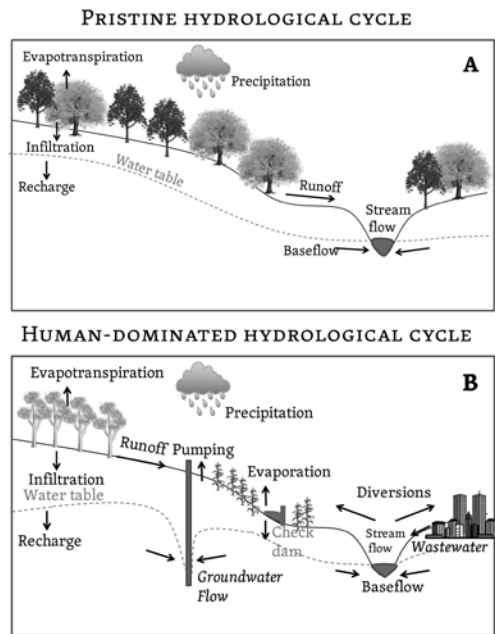 PRISTINE HYDROLOGICAL CYCLE
A
Evapotranspiration
Precipitation
Infiltration
Water table
Recharge
Runoff
Stream
flow
Baseflow
HUMAN-DOMINATED HYDROLOGICAL CYCLE
B
Evapotranspiration
Precipitation
Runoff Pumping
Evaporation
Infiltration
Water table
Diversions
Recharge
Check
dam
Stream
flow
Wastewater
Groundwater
Flow
Baseflow